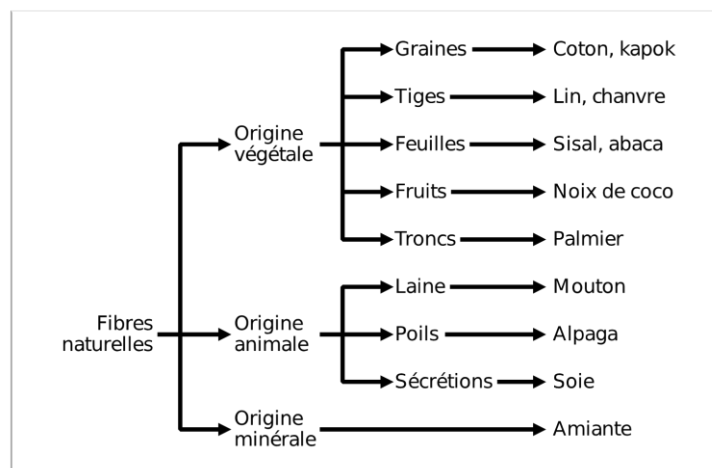 Graines
Coton, kapok
Tiges
Lin, chanvre
Origine
végétale
Feuilles
Sisal, abaca
Fruits
Noix de coco
Troncs
Palmier
Laine
Mouton
Fibres
naturelles
Origine
animale
Poils
Alpaga
Sécrétions
Soie
Origine
minérale
Amiante